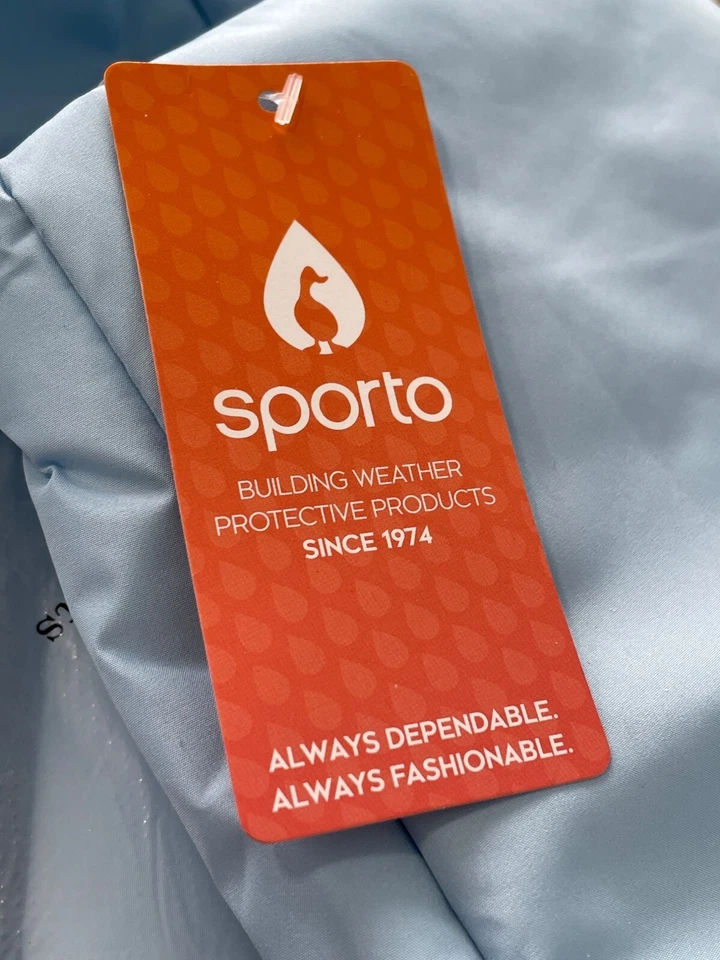 sporto
BUILDING WEATHER
PROTECTIVE PRODUCTS
SINCE 1974
ALWAYS DEPENDABLE.
ALWAYS FASHIONABLE.